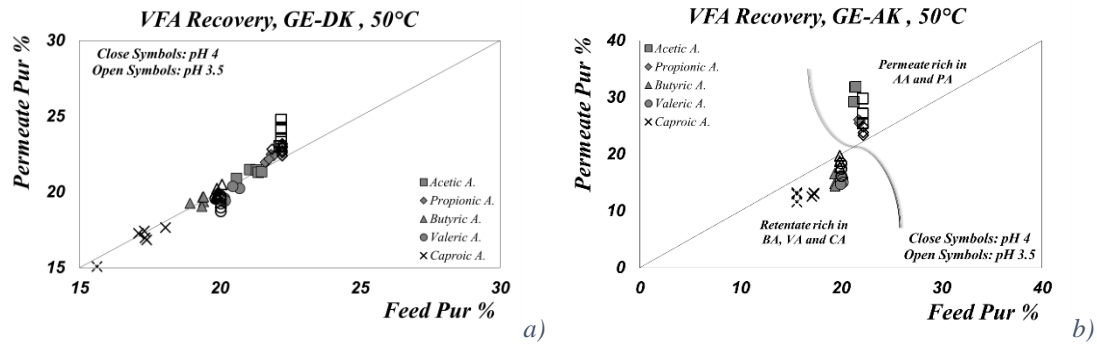 VFA Recovery, GE-DK , 50°C
Permeate Pur %
30
25
20
15
Close Symbols: pH 4
Open Symbols: pH 3.5
Acetic A.
Propionic A.
Butyric A.
Valeric A.
Caproic A.
15
20
25
30
Feed Pur %
a)
VFA Recovery, GE-AK , 50°C
Permeate Pur %
40
30
20
10
0
Acetic A.
Propionic A.
Butyric A.
Valeric A.
Caproic A.
Permeate rich in
AA and PA
Retentate rich in
BA, VA and CA
Close Symbols: pH 4
Open Symbols: pH 3.5
0
10
20
30
40
Feed Pur %
b)